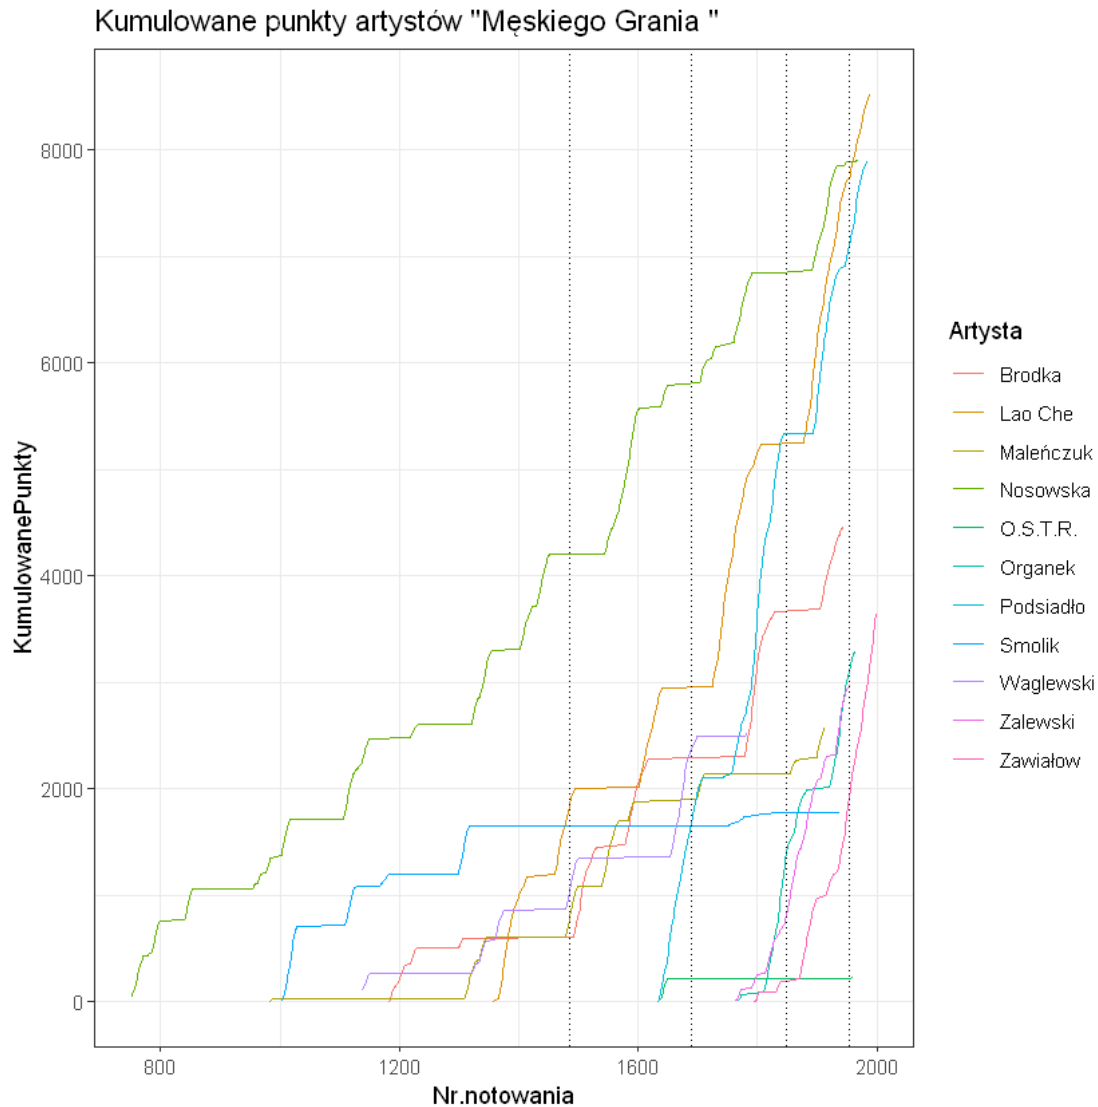 Kumulowane punkty artystów "Męskiego Grania "
8000
6000
4000
2000
0
KumulowanePunkty
800
1200
1600
2000
Nr.notowania
Artysta
Brodka
Lao Che
Maleńczuk
Nosowska
O.S.T.R.
Organek
Podsiadło
Smolik
Waglewski
Zalewski
Zawiałow